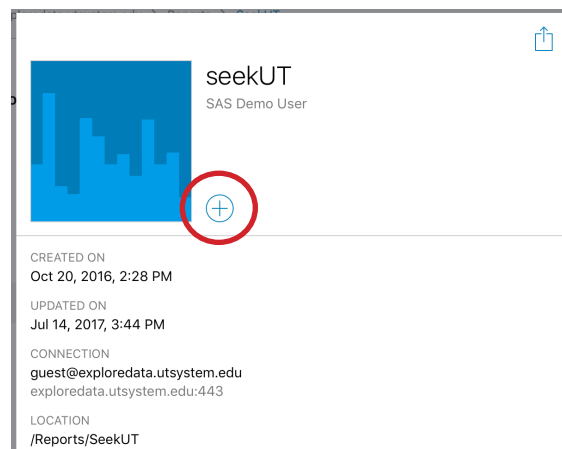 seekUT
SAS Demo User
CREATED ON
Oct 20, 2016, 2:28 PM
UPDATED ON
Jul 14, 2017, 3:44 PM
CONNECTION
guest@exploredata.utsystem.edu
exploredata.utsystem.edu:443
LOCATION
/Reports/SeekUT